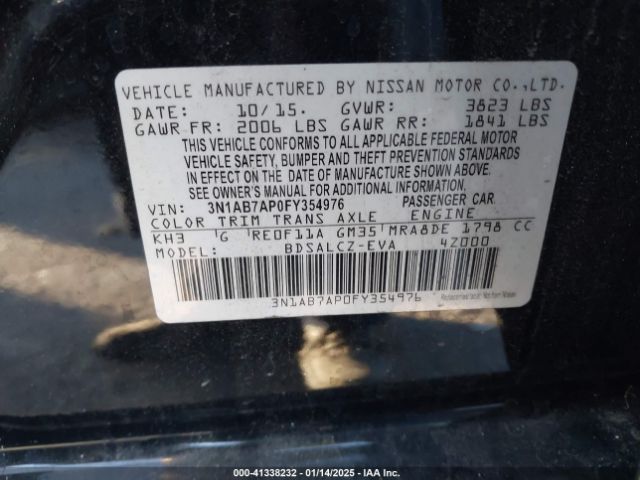 VEHICLE MANUFACTURED BY NISSAN MOTOR CO.,LTD.
DATE: 10/15. GVWR: 3823 LBS
GAWR FR: 2006 LBS GAWR RR: 1841 LBS
THIS VEHICLE CONFORMS TO ALL APPLICABLE FEDERAL MOTOR
VEHICLE SAFETY, BUMPER AND THEFT PREVENTION STANDARDS
IN EFFECT ON THE DATE OF MANUFACTURE SHOWN ABOVE.
SEE OWNER'S MANUAL FOR ADDITIONAL INFORMATION
VIN: 3N1AB7AP0FY354976 PASSENGER CAR
COLOR TRIM TRANS AXLE ENGINE
KH3 G RE0F11A GM35 MRA8DE 1798 CC
MODEL: BDSALCZ-EVA 4Z000
3N1AB7AP0FY354976
000-41338232 - 01/14/2025 - IAA Inc.